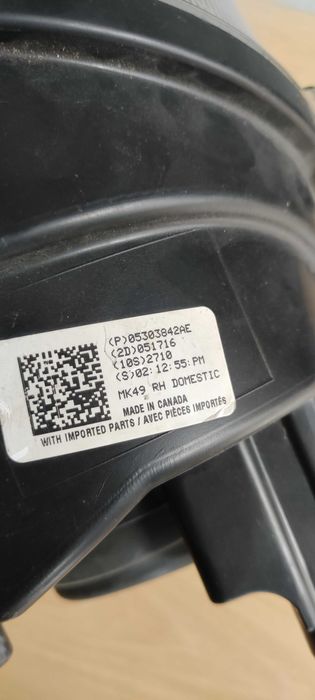 (P)05303842AE
(2D)051716
(10S)2710
(S)02:12:55:PM
MK49 RH DOMESTIC
MADE IN CANADA
WITH IMPORTED PARTS / AVEC PIÈCES IMPORTÉS